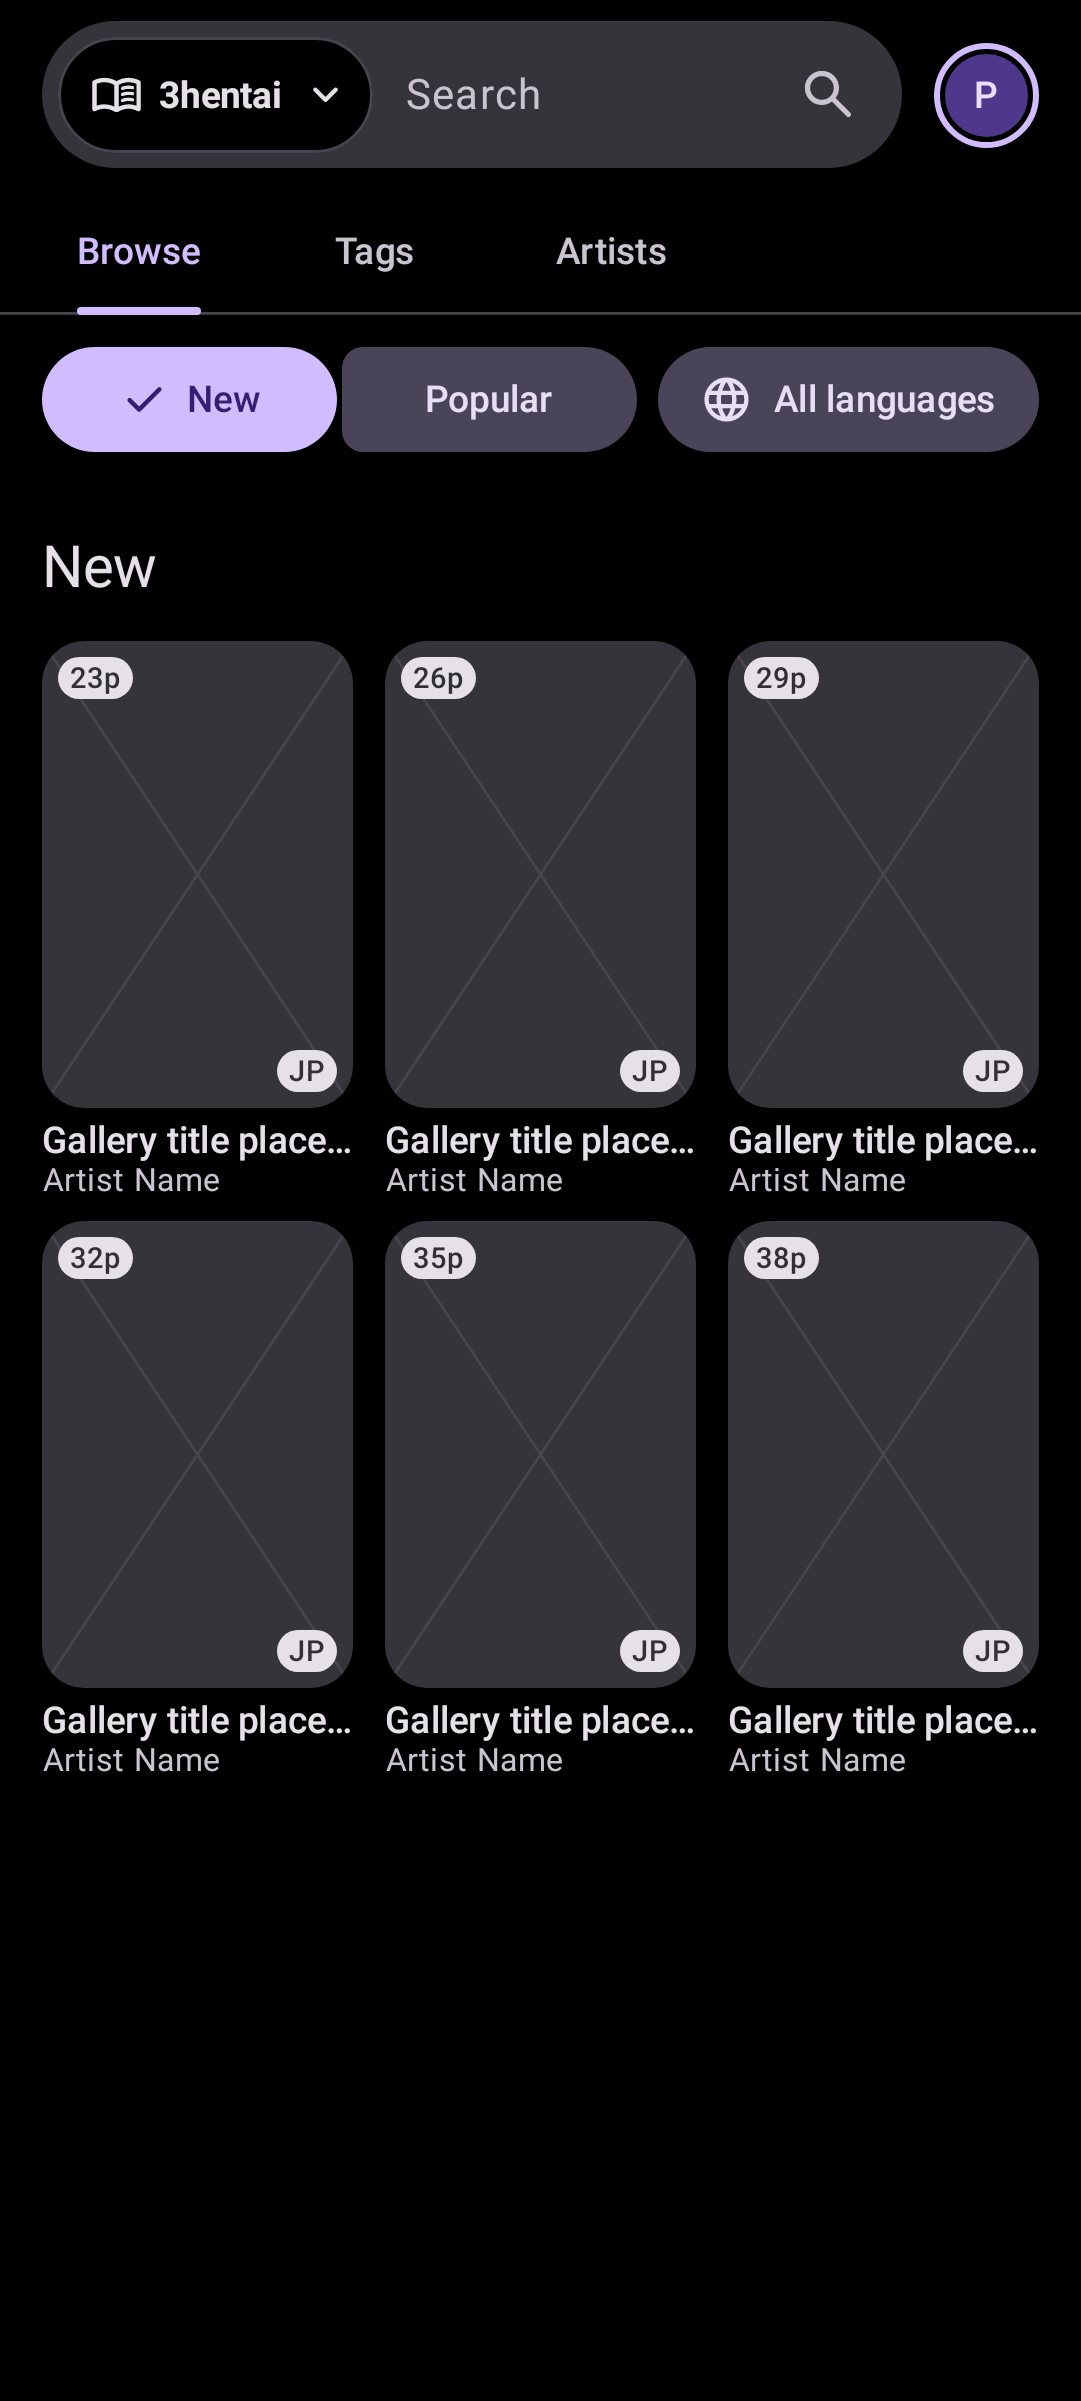 3hentai
Search
P
Browse
Tags
Artists
New
Popular
All languages
New
23p
26p
29p
JP
JP
JP
Gallery title place...
Gallery title place...
Gallery title place...
Artist Name
Artist Name
Artist Name
32p
35p
38p
JP
JP
JP
Gallery title place...
Gallery title place...
Gallery title place...
Artist Name
Artist Name
Artist Name